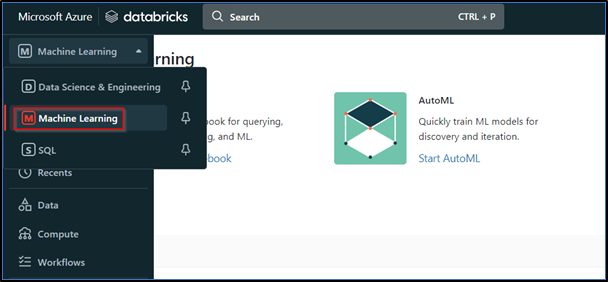 Microsoft Azure
databricks
Search
CTRL + P
M Machine Learning
rning
D Data Science & Engineering
M Machine Learning
S SQL
Recents
Data
Compute
Workflows
book for querying,
ng, and ML.
book
AutoML
Quickly train ML models for
discovery and iteration.
Start AutoML